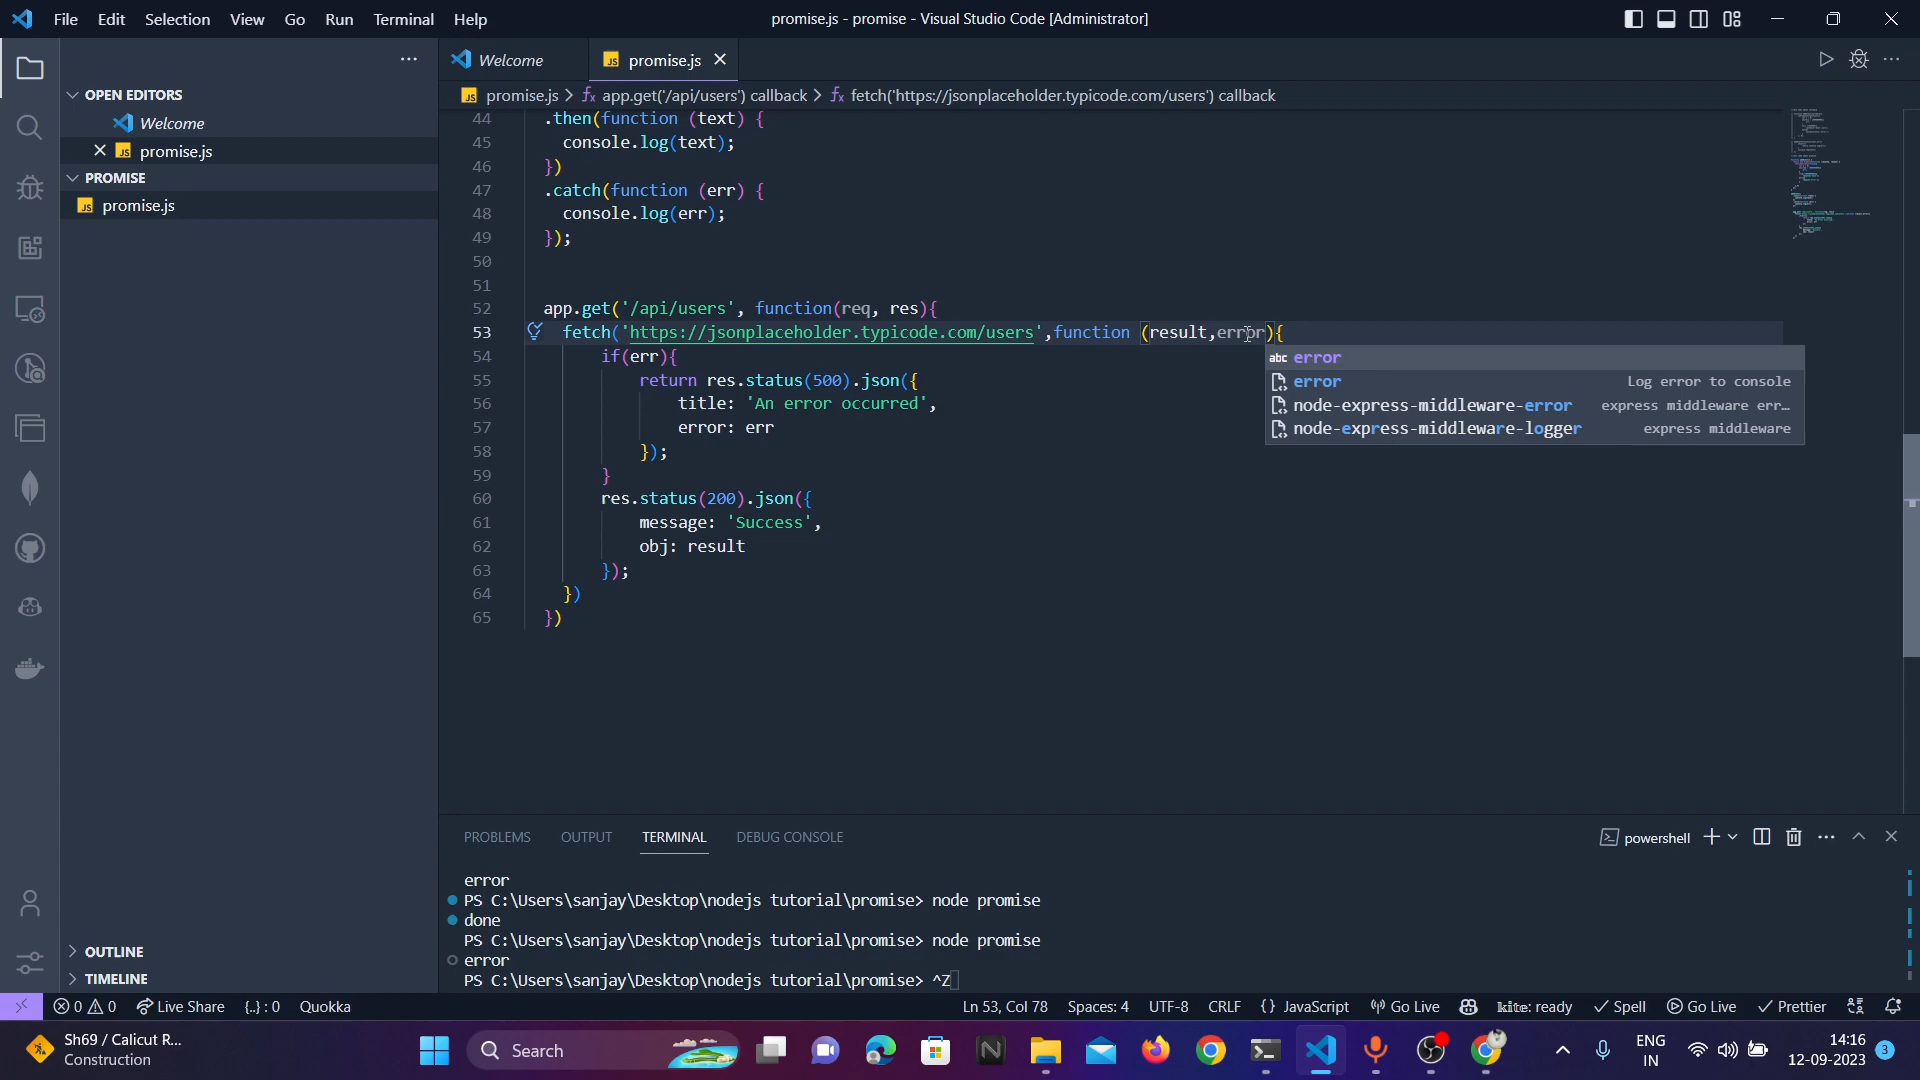 File Edit Selection View Go Run Terminal Help
promise.js - promise - Visual Studio Code [Administrator]
OPEN EDITORS
Welcome
promise.js
PROMISE
promise.js
OUTLINE
TIMELINE
Welcome
promise.js
promise.js > app.get('/api/users') callback > fetch('https://jsonplaceholder.typicode.com/users') callback
44 .then(function (text) {
45 console.log(text);
46 })
47 .catch(function (err) {
48 console.log(err);
49 });
50
51
52 app.get('/api/users', function(req, res){
53 fetch('https://jsonplaceholder.typicode.com/users',function (result,error){
54 if(err){
55 return res.status(500).json({
56 title: 'An error occurred',
57 error: err
58 });
59 }
60 res.status(200).json({
61 message: 'Success',
62 obj: result
63 });
64 })
65 })
abc error
error Log error to console
node-express-middleware-error express middleware err...
node-express-middleware-logger express middleware
PROBLEMS OUTPUT TERMINAL DEBUG CONSOLE
powershell
error
PS C:\Users\sanjay\Desktop\nodejs tutorial\promise> node promise
done
PS C:\Users\sanjay\Desktop\nodejs tutorial\promise> node promise
error
PS C:\Users\sanjay\Desktop\nodejs tutorial\promise> ^Z
0 0 Live Share {..} : 0 Quokka
Ln 53, Col 78 Spaces: 4 UTF-8 CRLF {} JavaScript Go Live kite: ready Spell Go Live Prettier
Sh69 / Calicut R...
Construction
Search
ENG
IN
14:16
12-09-2023
3